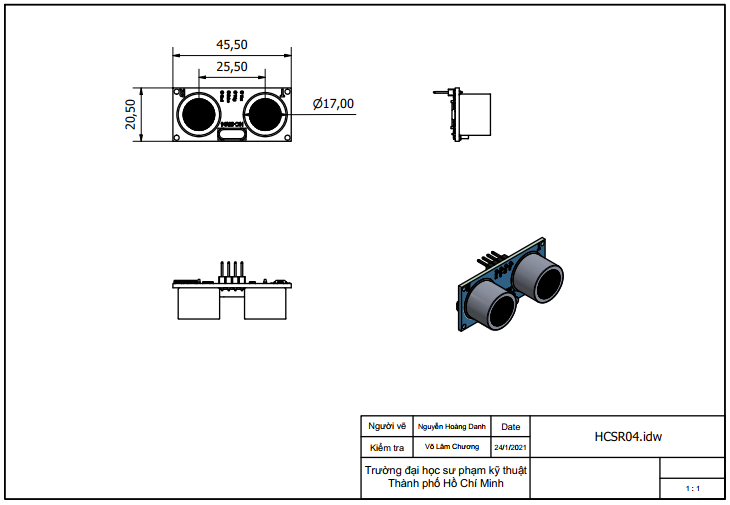 45,50
25,50
20,50
Ø17,00
Người vẽ
Nguyễn Hoàng Danh
Date
HCSR04.idw
Kiểm tra
Võ Lâm Chương
24/1/2021
Trường đại học sư phạm kỹ thuật
Thành phố Hồ Chí Minh
1 : 1